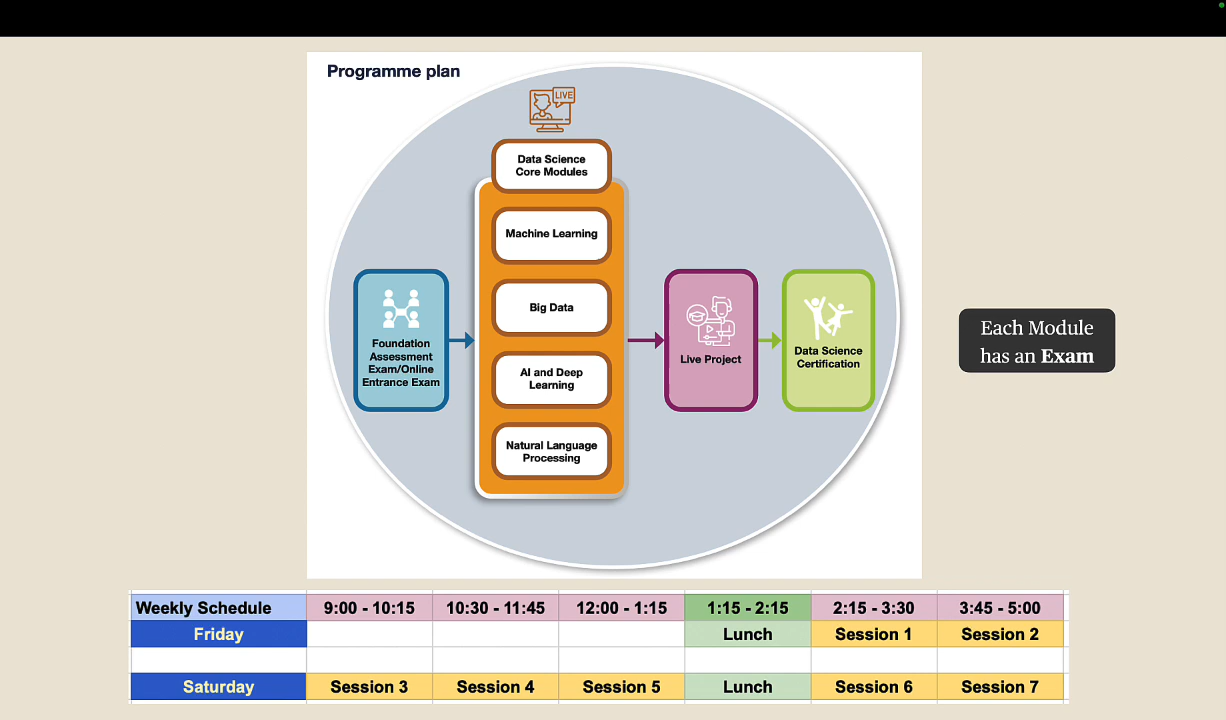 Programme plan
LIVE
Data Science
Core Modules
Machine Learning
Big Data
AI and Deep
Learning
Natural Language
Processing
Foundation
Assessment
Exam/Online
Entrance Exam
Live Project
Data Science
Certification
Each Module
has an Exam
Weekly Schedule 9:00 - 10:15 10:30 - 11:45 12:00 - 1:15 1:15 - 2:15 2:15 - 3:30 3:45 - 5:00
Friday Lunch Session 1 Session 2
Saturday Session 3 Session 4 Session 5 Lunch Session 6 Session 7